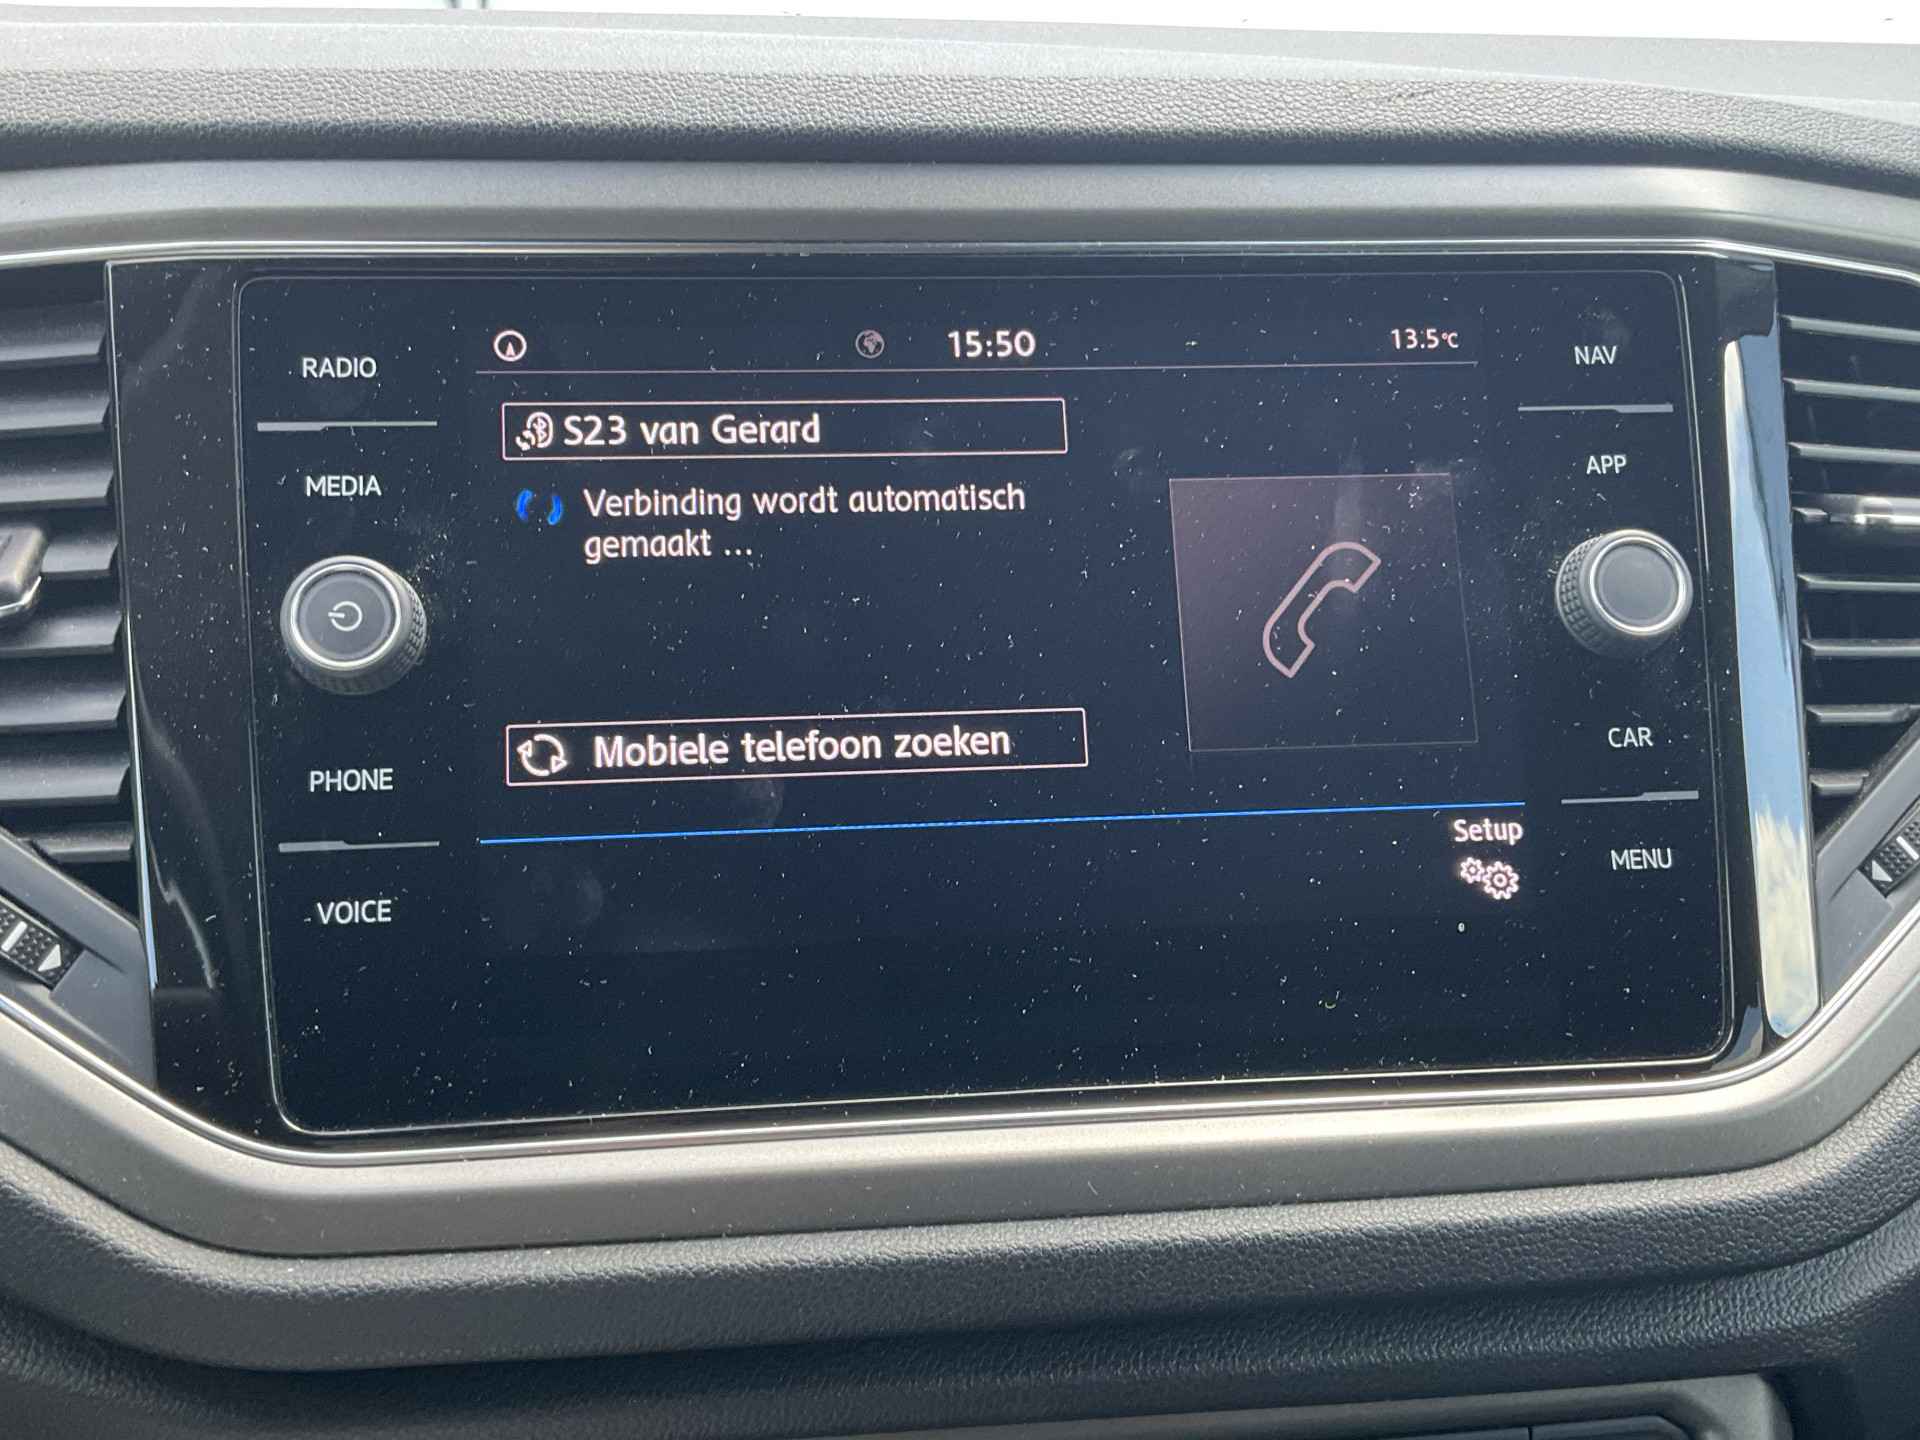 RADIO
MEDIA
PHONE
VOICE
15:50
13.5°C
S23 van Gerard
Verbinding wordt automatisch
gemaakt ...
Mobiele telefoon zoeken
Setup
NAV
APP
CAR
MENU